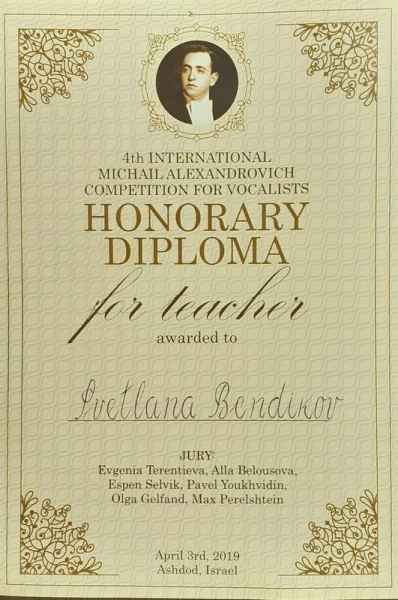 4th INTERNATIONAL
MICHAIL ALEXANDROVICH
COMPETITION FOR VOCALISTS
HONORARY
DIPLOMA
for teacher
awarded to
Svetlana Bendikov
JURY:
Evgenia Terentieva, Alla Belousova,
Espen Selvik, Pavel Youkhvidin,
Olga Gelfand, Max Perelshtein
April 3rd, 2019
Ashdod, Israel